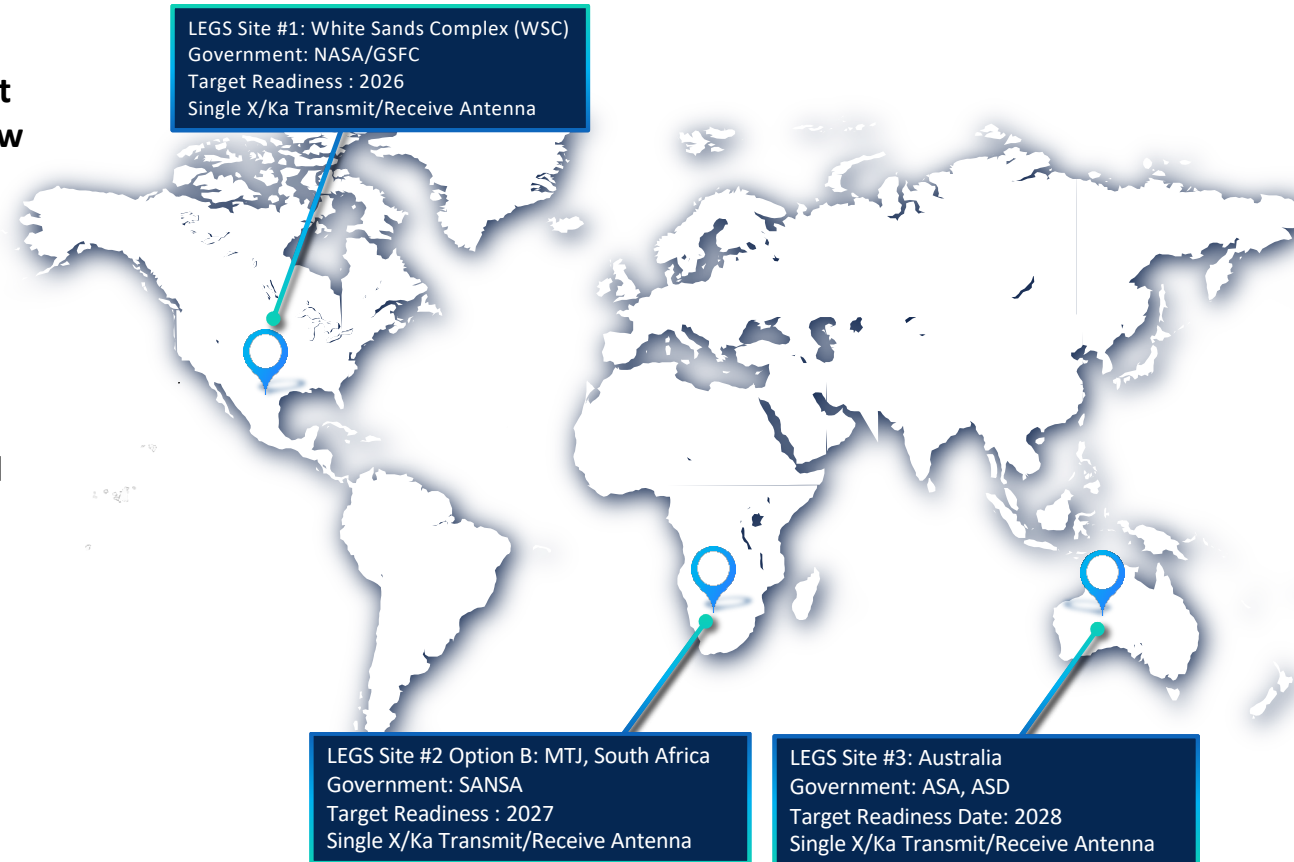 LEGS Site #1: White Sands Complex (WSC)
Government: NASA/GSFC
Target Readiness : 2026
Single X/Ka Transmit/Receive Antenna
LEGS Site #2 Option B: MTJ, South Africa
Government: SANSA
Target Readiness : 2027
Single X/Ka Transmit/Receive Antenna
LEGS Site #3: Australia
Government: ASA, ASD
Target Readiness Date: 2028
Single X/Ka Transmit/Receive Antenna